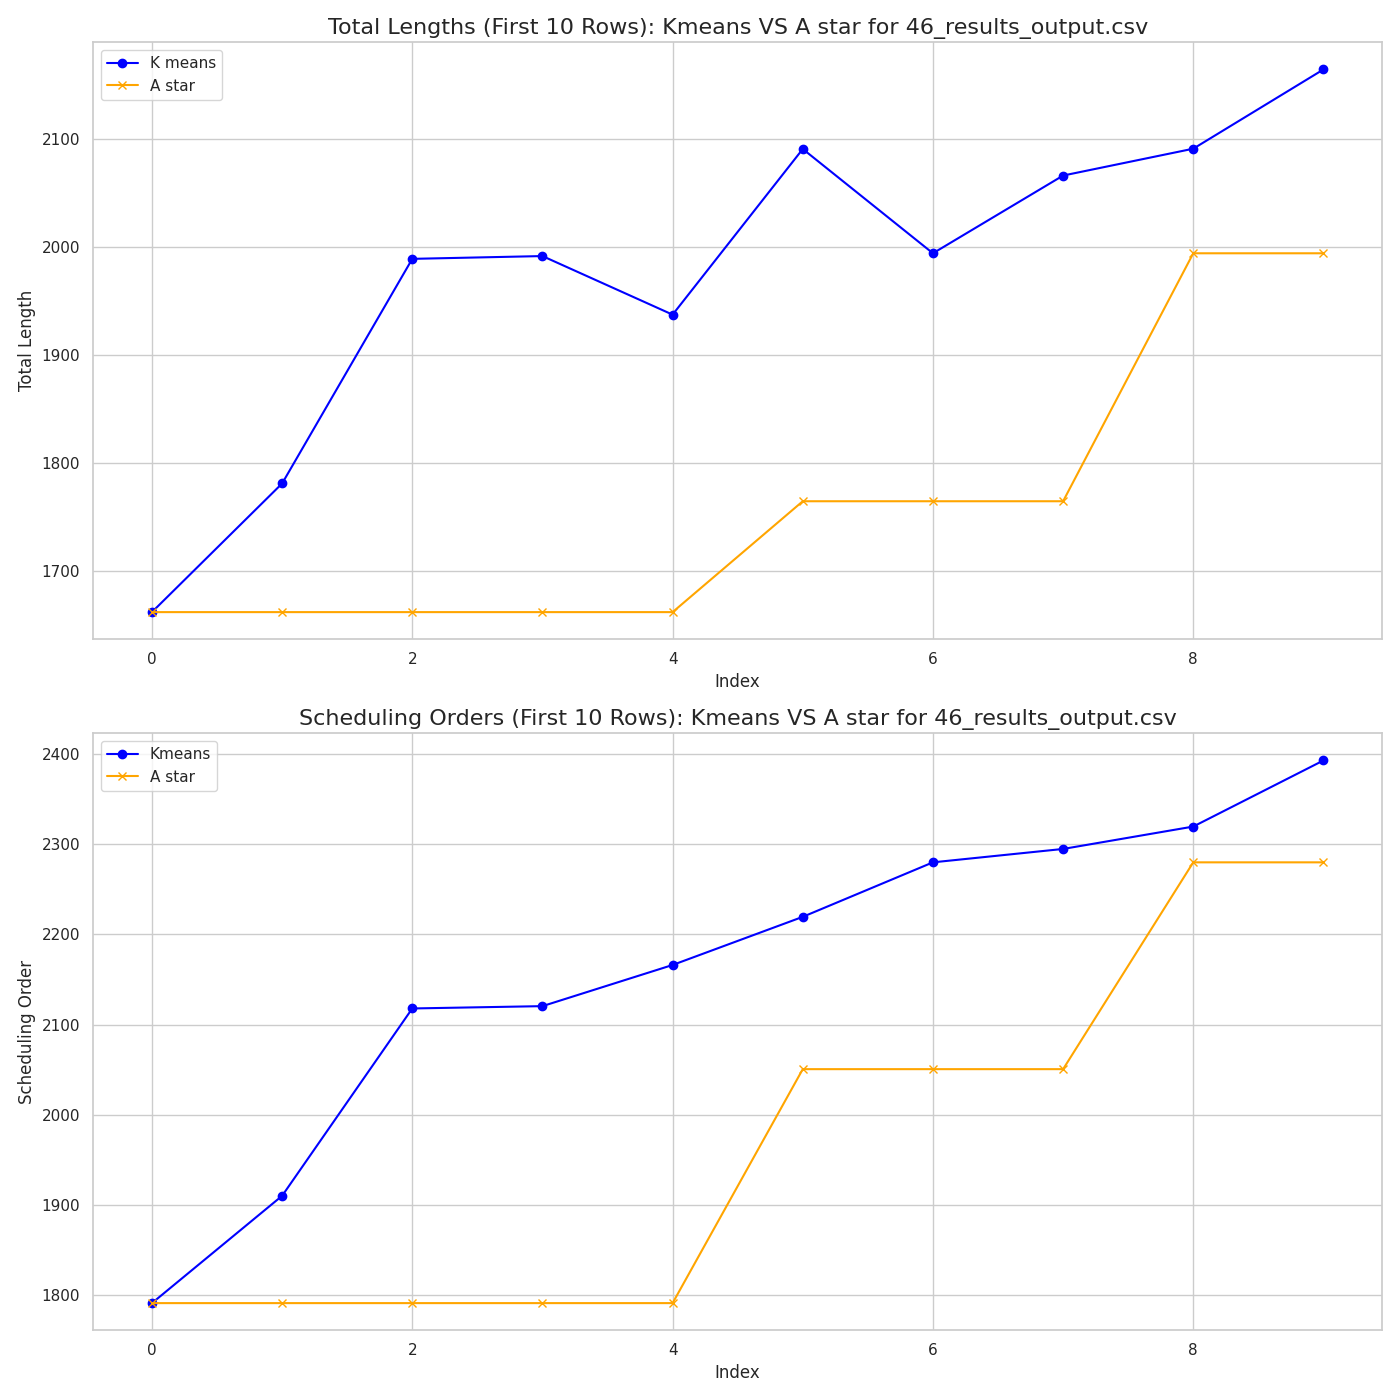 Total Lengths (First 10 Rows): Kmeans VS A star for 46_results_output.csv
K means
A star
2100
2000
1900
1800
1700
Total Length
0 2 4 6 8
Index
Scheduling Orders (First 10 Rows): Kmeans VS A star for 46_results_output.csv
Kmeans
A star
2400
2300
2200
2100
2000
1900
1800
Scheduling Order
0 2 4 6 8
Index